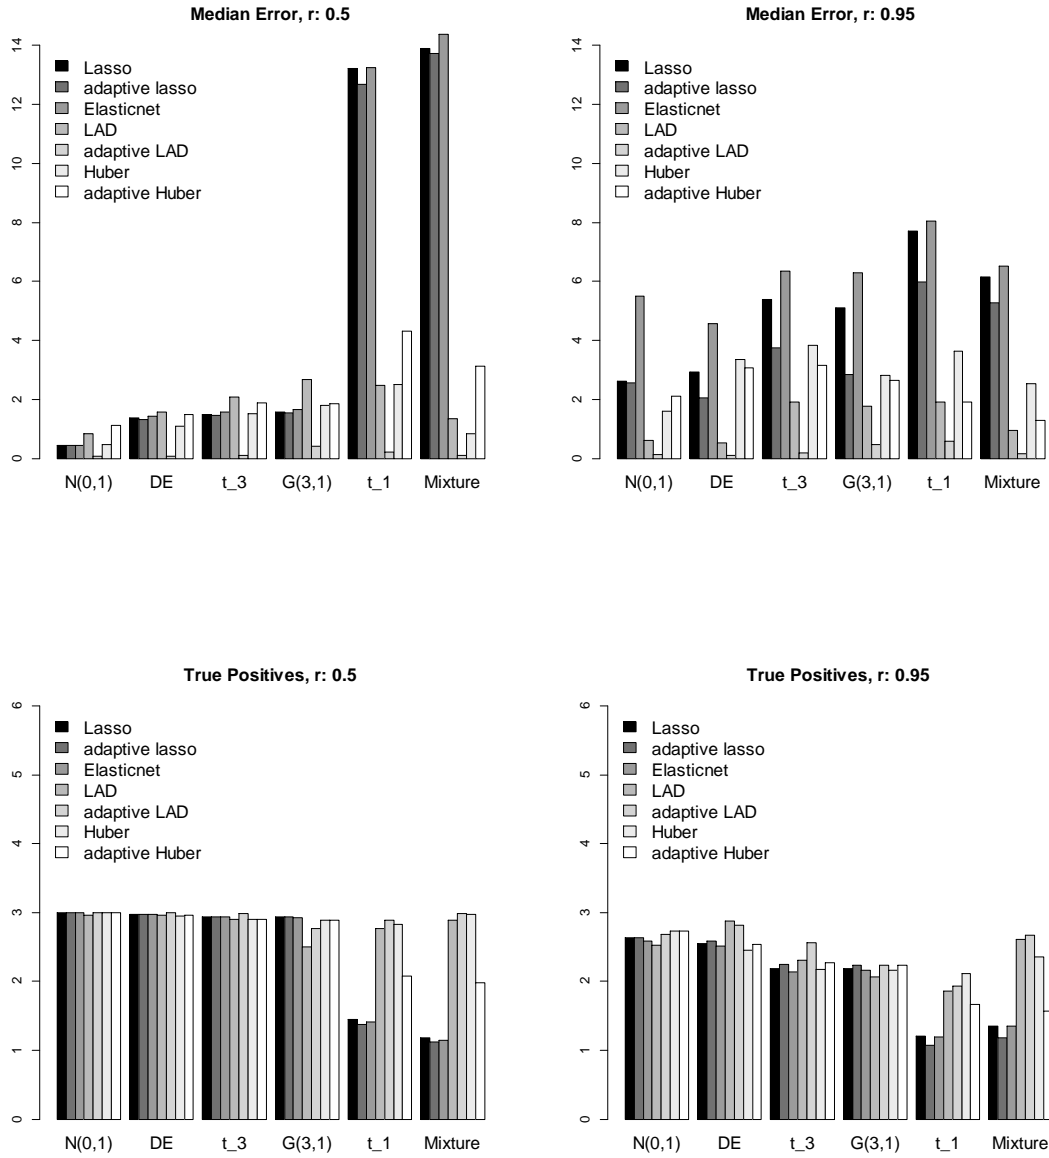 Median Error, r: 0.5
14
12
10
8
6
4
2
0
Lasso
adaptive lasso
Elasticnet
LAD
adaptive LAD
Huber
adaptive Huber
N(0,1) DE t_3 G(3,1) t_1 Mixture
Median Error, r: 0.95
14
12
10
8
6
4
2
0
Lasso
adaptive lasso
Elasticnet
LAD
adaptive LAD
Huber
adaptive Huber
N(0,1) DE t_3 G(3,1) t_1 Mixture
True Positives, r: 0.5
6
5
4
3
2
1
0
Lasso
adaptive lasso
Elasticnet
LAD
adaptive LAD
Huber
adaptive Huber
N(0,1) DE t_3 G(3,1) t_1 Mixture
True Positives, r: 0.95
6
5
4
3
2
1
0
Lasso
adaptive lasso
Elasticnet
LAD
adaptive LAD
Huber
adaptive Huber
N(0,1) DE t_3 G(3,1) t_1 Mixture